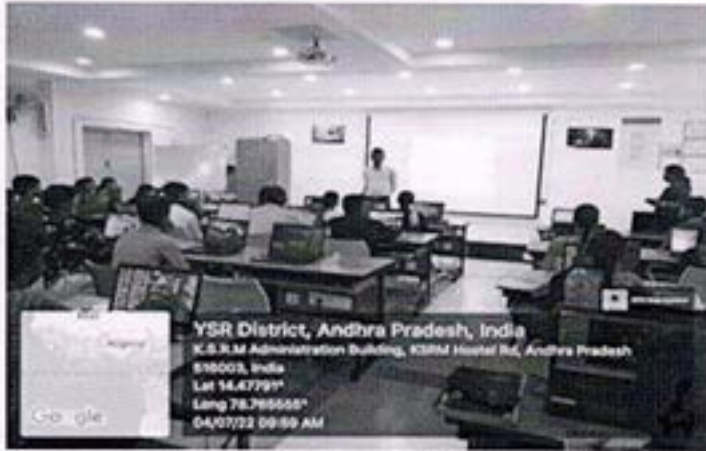 YSR District, Andhra Pradesh, India
K.S.R.M Administration Building, KSRM Hostel Rd, Andhra Pradesh
516003, India
Lat 14.47791°
Long 78.765555°
04/07/22 09:59 AM
Google